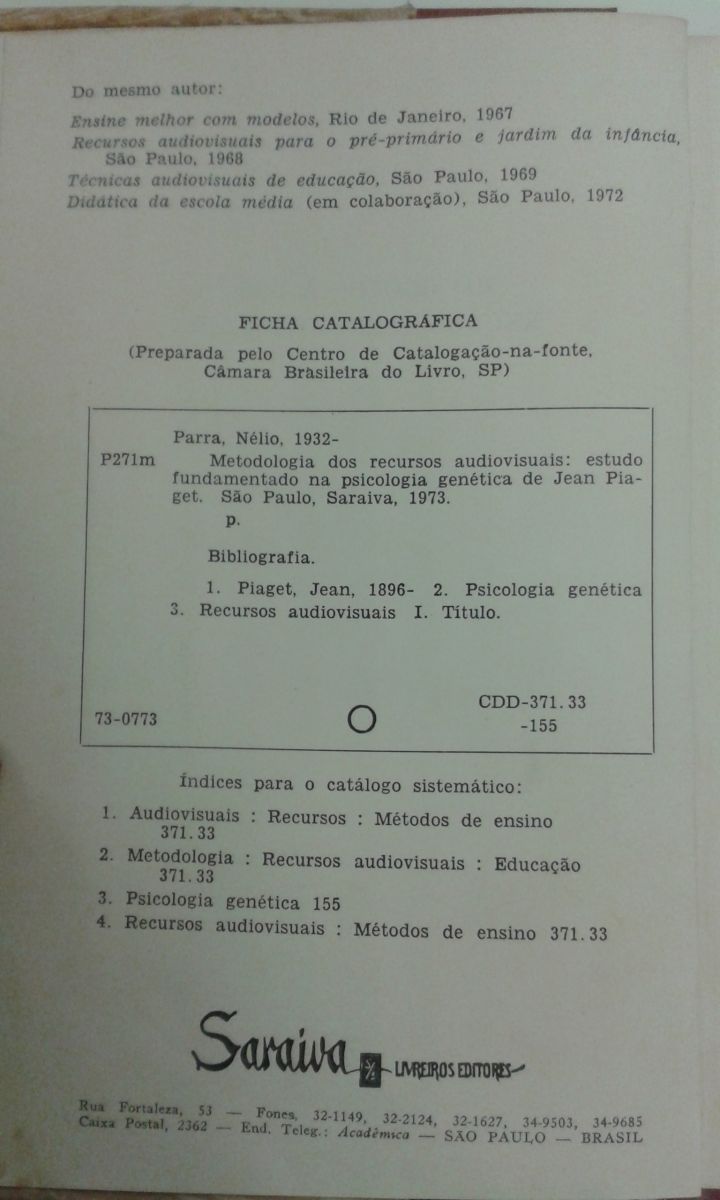 Do mesmo autor:
Ensine melhor com modelos, Rio de Janeiro, 1967
Recursos audiovisuais para o pré-primário e jardim da infância,
São Paulo, 1968
Técnicas audiovisuais de educação, São Paulo, 1969
Didática da escola média (em colaboração), São Paulo, 1972
FICHA CATALOGRÁFICA
(Preparada pelo Centro de Catalogação-na-fonte,
Câmara Brasileira do Livro, SP)
Parra, Nélio, 1932-
P271m Metodologia dos recursos audiovisuais: estudo
fundamentado na psicologia genética de Jean Pia-
get. São Paulo, Saraiva, 1973.
p.
Bibliografia.
1. Piaget, Jean, 1896- 2. Psicologia genética
3. Recursos audiovisuais I. Título.
CDD-371.33
73-0773 -155
Índices para o catálogo sistemático:
1. Audiovisuais : Recursos : Métodos de ensino
371.33
2. Metodologia : Recursos audiovisuais : Educação
371.33
3. Psicologia genética 155
4. Recursos audiovisuais : Métodos de ensino 371.33
Saraiva S/A LIVREIROS EDITORES
Rua Fortaleza, 53 — Fones, 32-1149, 32-2124, 32-1627, 34-9503, 34-9685
Caixa Postal, 2362 — End. Teleg.: Acadêmica — SÃO PAULO — BRASIL